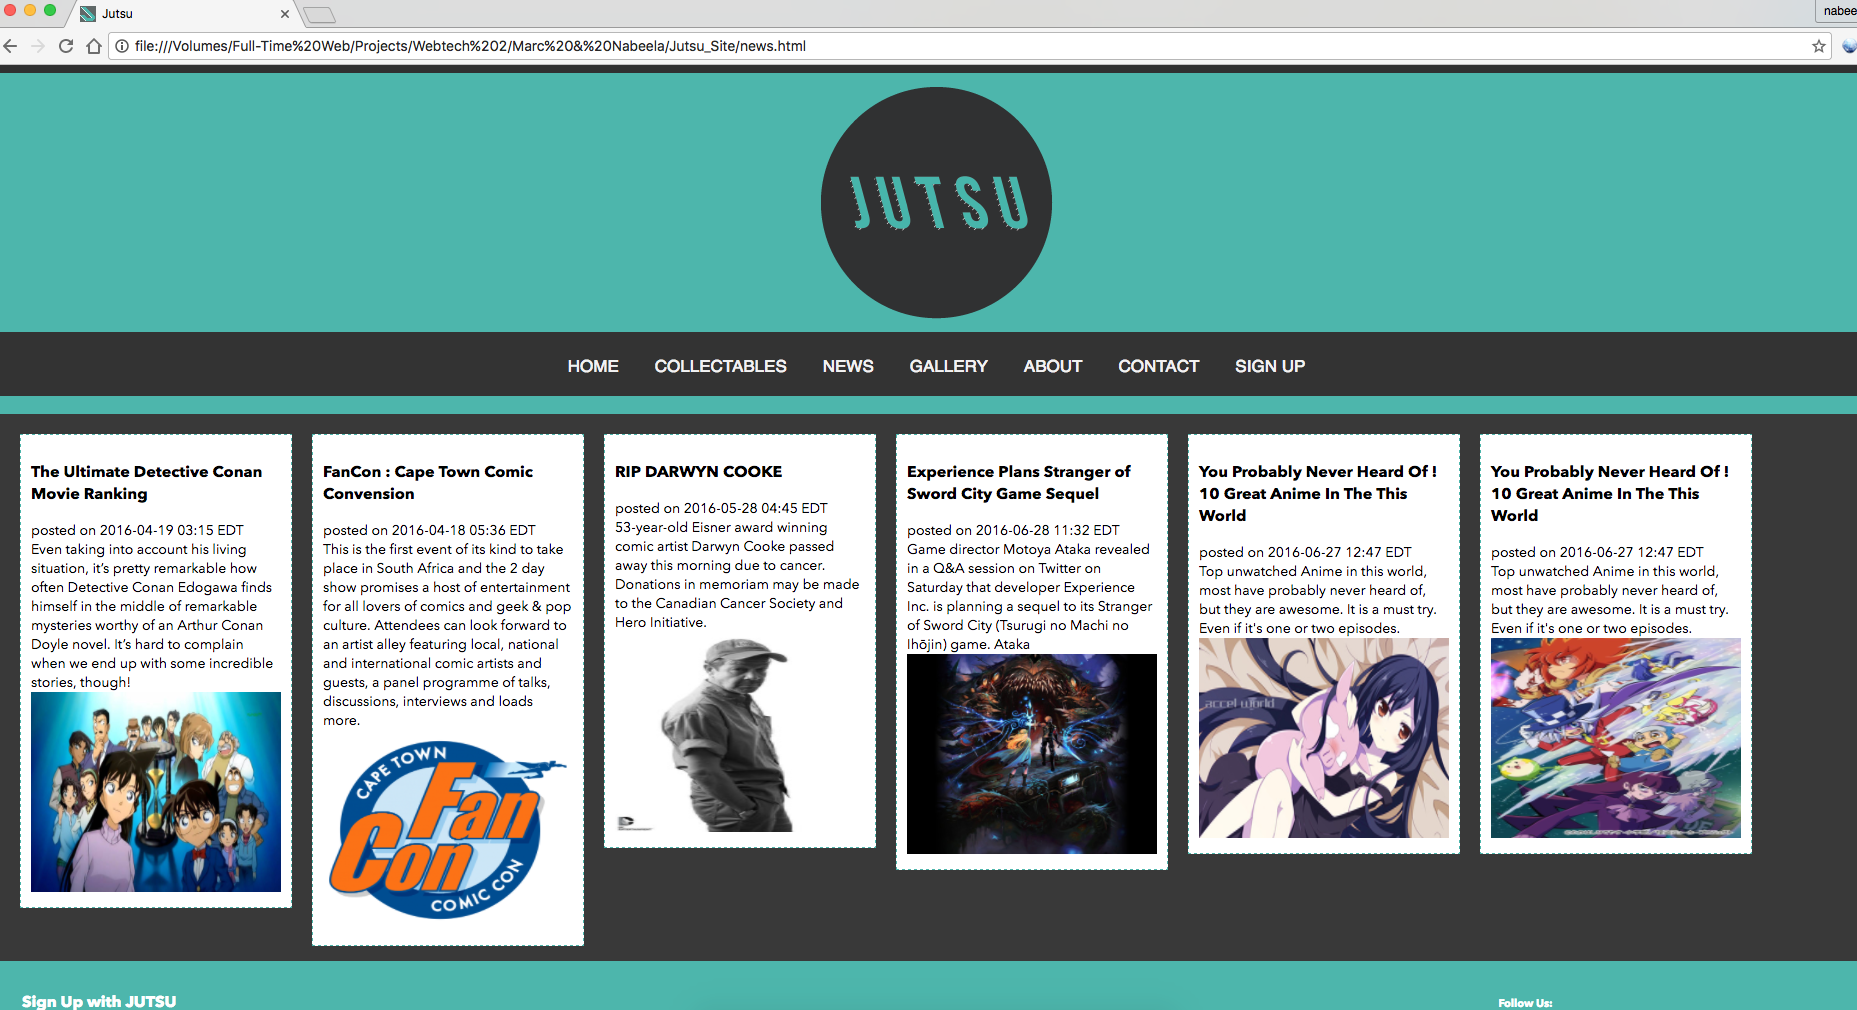 Jutsu
nabee
file:///Volumes/Full-Time%20Web/Projects/Webtech%202/Marc%20&%20Nabeela/Jutsu_Site/news.html
JUTSU
HOME COLLECTABLES NEWS GALLERY ABOUT CONTACT SIGN UP
The Ultimate Detective Conan
Movie Ranking
posted on 2016-04-19 03:15 EDT
Even taking into account his living
situation, it’s pretty remarkable how
often Detective Conan Edogawa finds
himself in the middle of remarkable
mysteries worthy of an Arthur Conan
Doyle novel. It’s hard to complain
when we end up with some incredible
stories, though!
FanCon : Cape Town Comic
Convension
posted on 2016-04-18 05:36 EDT
This is the first event of its kind to take
place in South Africa and the 2 day
show promises a host of entertainment
for all lovers of comics and geek & pop
culture. Attendees can look forward to
an artist alley featuring local, national
and international comic artists and
guests, a panel programme of talks,
discussions, interviews and loads
more.
CAPE TOWN
Fan
Con
COMIC CON
RIP DARWYN COOKE
posted on 2016-05-28 04:45 EDT
53-year-old Eisner award winning
comic artist Darwyn Cooke passed
away this morning due to cancer.
Donations in memoriam may be made
to the Canadian Cancer Society and
Hero Initiative.
Experience Plans Stranger of
Sword City Game Sequel
posted on 2016-06-28 11:32 EDT
Game director Motoya Ataka revealed
in a Q&A session on Twitter on
Saturday that developer Experience
Inc. is planning a sequel to its Stranger
of Sword City (Tsurugi no Machi no
Ihōjin) game. Ataka
You Probably Never Heard Of !
10 Great Anime In The This
World
posted on 2016-06-27 12:47 EDT
Top unwatched Anime in this world,
most have probably never heard of,
but they are awesome. It is a must try.
Even if it's one or two episodes.
accel world
You Probably Never Heard Of !
10 Great Anime In The This
World
posted on 2016-06-27 12:47 EDT
Top unwatched Anime in this world,
most have probably never heard of,
but they are awesome. It is a must try.
Even if it's one or two episodes.
Sign Up with JUTSU
Follow Us: